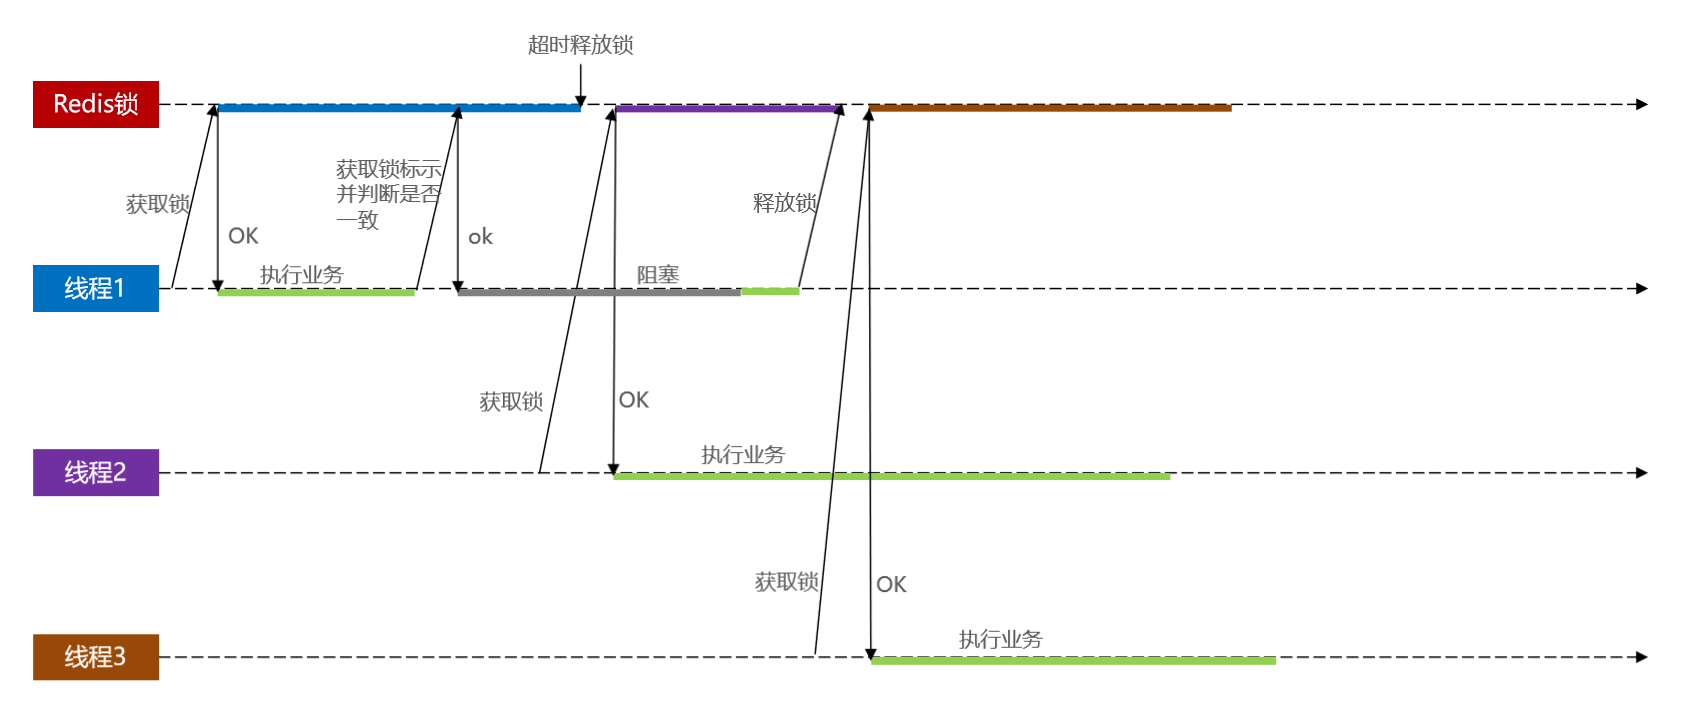 超时释放锁
Redis锁
获取锁标示
并判断是否
一致
获取锁
释放锁
OK
ok
线程1
执行业务
阻塞
获取锁
OK
线程2
执行业务
获取锁
OK
线程3
执行业务